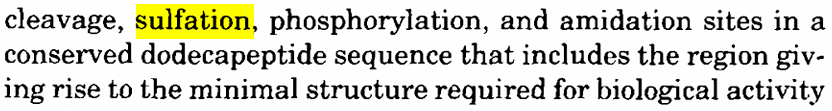 cleavage, sulfation, phosphorylation, and amidation sites in a
conserved dodecapeptide sequence that includes the region giv-
ing rise to the minimal structure required for biological activity